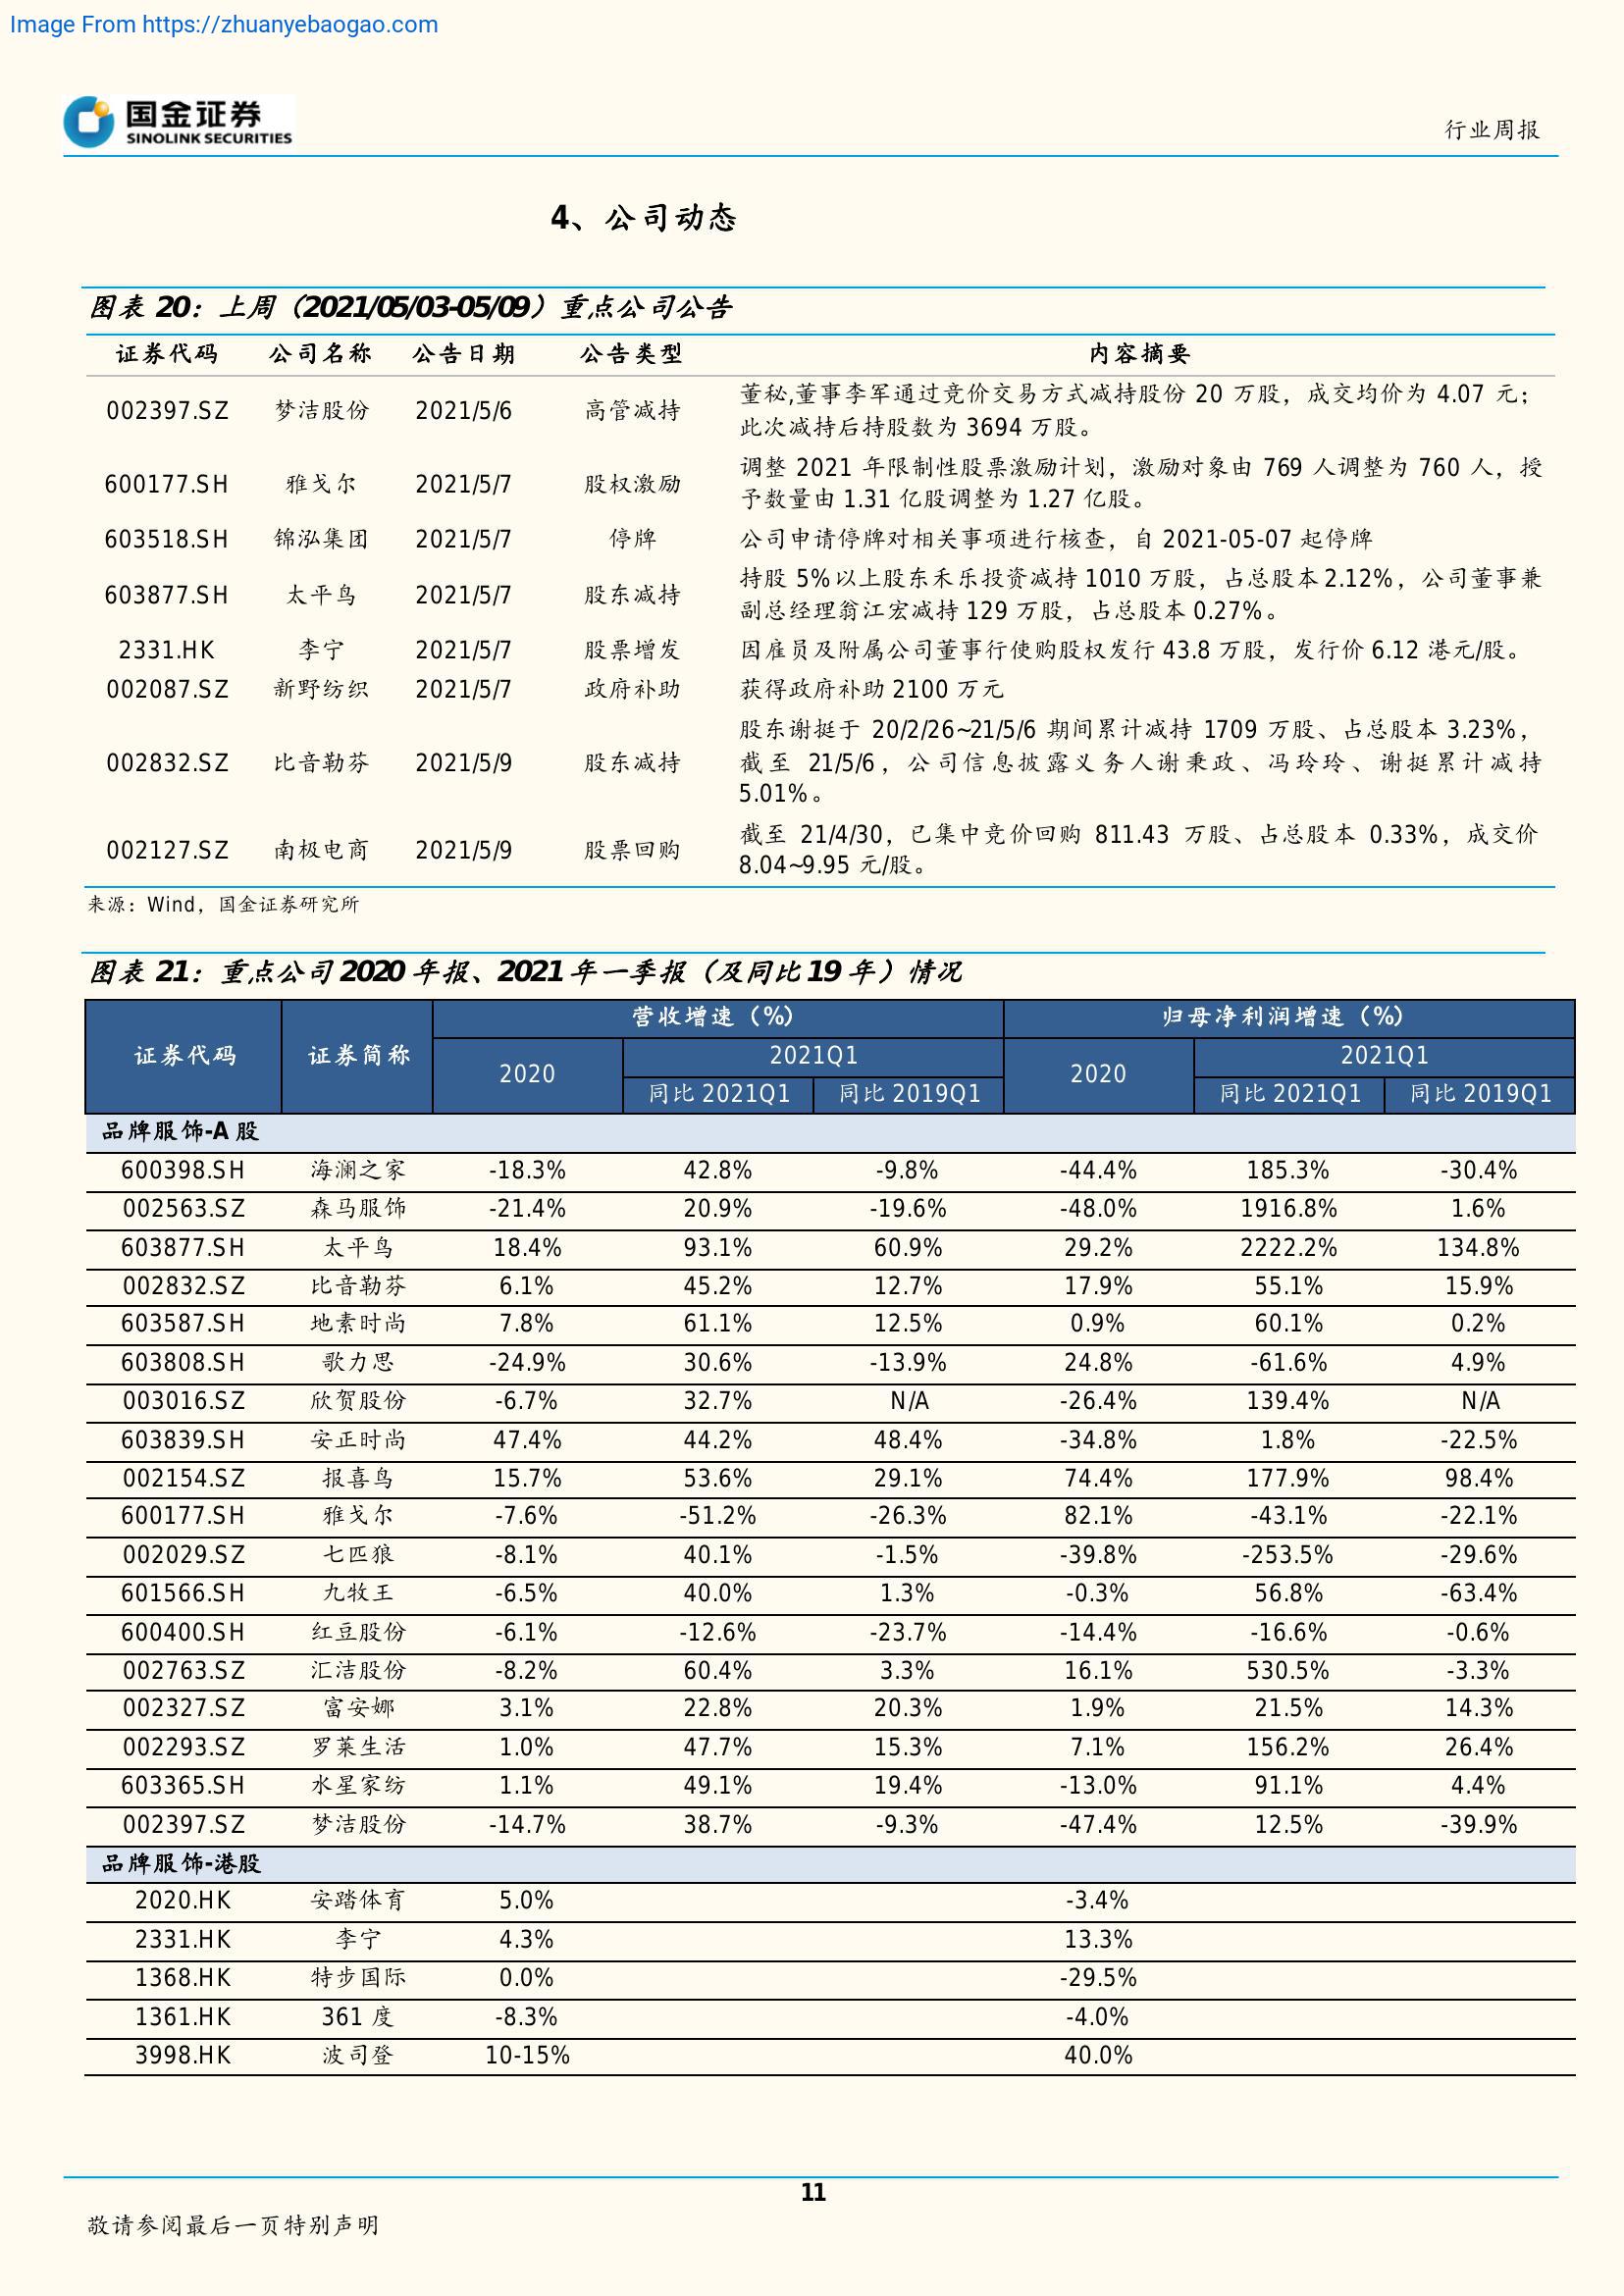 Image From https://zhuanyebaogao.com
国金证券
SINOLINK SECURITIES
行业周报
4、公司动态
图表 20：上周（2021/05/03-05/09）重点公司公告
证券代码 公司名称 公告日期 公告类型 内容摘要
002397.SZ 梦洁股份 2021/5/6 高管减持 董秘,董事李军通过竞价交易方式减持股份 20 万股，成交均价为 4.07 元；
此次减持后持股数为 3694 万股。
600177.SH 雅戈尔 2021/5/7 股权激励 调整 2021 年限制性股票激励计划，激励对象由 769 人调整为 760 人，授
予数量由 1.31 亿股调整为 1.27 亿股。
603518.SH 锦泓集团 2021/5/7 停牌 公司申请停牌对相关事项进行核查，自 2021-05-07 起停牌
603877.SH 太平鸟 2021/5/7 股东减持 持股 5%以上股东禾乐投资减持 1010 万股，占总股本 2.12%，公司董事兼
副总经理翁江宏减持 129 万股，占总股本 0.27%。
2331.HK 李宁 2021/5/7 股票增发 因雇员及附属公司董事行使购股权发行 43.8 万股，发行价 6.12 港元/股。
002087.SZ 新野纺织 2021/5/7 政府补助 获得政府补助 2100 万元
002832.SZ 比音勒芬 2021/5/9 股东减持 股东谢挺于 20/2/26~21/5/6 期间累计减持 1709 万股、占总股本 3.23%，
截至 21/5/6，公司信息披露义务人谢秉政、冯玲玲、谢挺累计减持
5.01%。
002127.SZ 南极电商 2021/5/9 股票回购 截至 21/4/30，已集中竞价回购 811.43 万股、占总股本 0.33%，成交价
8.04~9.95 元/股。
来源：Wind，国金证券研究所
图表 21：重点公司 2020 年报、2021 年一季报（及同比 19 年）情况
证券代码 证券简称 营收增速（%） 归母净利润增速（%）
2020 2021Q1 2020 2021Q1
同比 2021Q1 同比 2019Q1 同比 2021Q1 同比 2019Q1
品牌服饰-A 股
600398.SH 海澜之家 -18.3% 42.8% -9.8% -44.4% 185.3% -30.4%
002563.SZ 森马服饰 -21.4% 20.9% -19.6% -48.0% 1916.8% 1.6%
603877.SH 太平鸟 18.4% 93.1% 60.9% 29.2% 2222.2% 134.8%
002832.SZ 比音勒芬 6.1% 45.2% 12.7% 17.9% 55.1% 15.9%
603587.SH 地素时尚 7.8% 61.1% 12.5% 0.9% 60.1% 0.2%
603808.SH 歌力思 -24.9% 30.6% -13.9% 24.8% -61.6% 4.9%
003016.SZ 欣贺股份 -6.7% 32.7% N/A -26.4% 139.4% N/A
603839.SH 安正时尚 47.4% 44.2% 48.4% -34.8% 1.8% -22.5%
002154.SZ 报喜鸟 15.7% 53.6% 29.1% 74.4% 177.9% 98.4%
600177.SH 雅戈尔 -7.6% -51.2% -26.3% 82.1% -43.1% -22.1%
002029.SZ 七匹狼 -8.1% 40.1% -1.5% -39.8% -253.5% -29.6%
601566.SH 九牧王 -6.5% 40.0% 1.3% -0.3% 56.8% -63.4%
600400.SH 红豆股份 -6.1% -12.6% -23.7% -14.4% -16.6% -0.6%
002763.SZ 汇洁股份 -8.2% 60.4% 3.3% 16.1% 530.5% -3.3%
002327.SZ 富安娜 3.1% 22.8% 20.3% 1.9% 21.5% 14.3%
002293.SZ 罗莱生活 1.0% 47.7% 15.3% 7.1% 156.2% 26.4%
603365.SH 水星家纺 1.1% 49.1% 19.4% -13.0% 91.1% 4.4%
002397.SZ 梦洁股份 -14.7% 38.7% -9.3% -47.4% 12.5% -39.9%
品牌服饰-港股
2020.HK 安踏体育 5.0% -3.4%
2331.HK 李宁 4.3% 13.3%
1368.HK 特步国际 0.0% -29.5%
1361.HK 361 度 -8.3% -4.0%
3998.HK 波司登 10-15% 40.0%
11
敬请参阅最后一页特别声明